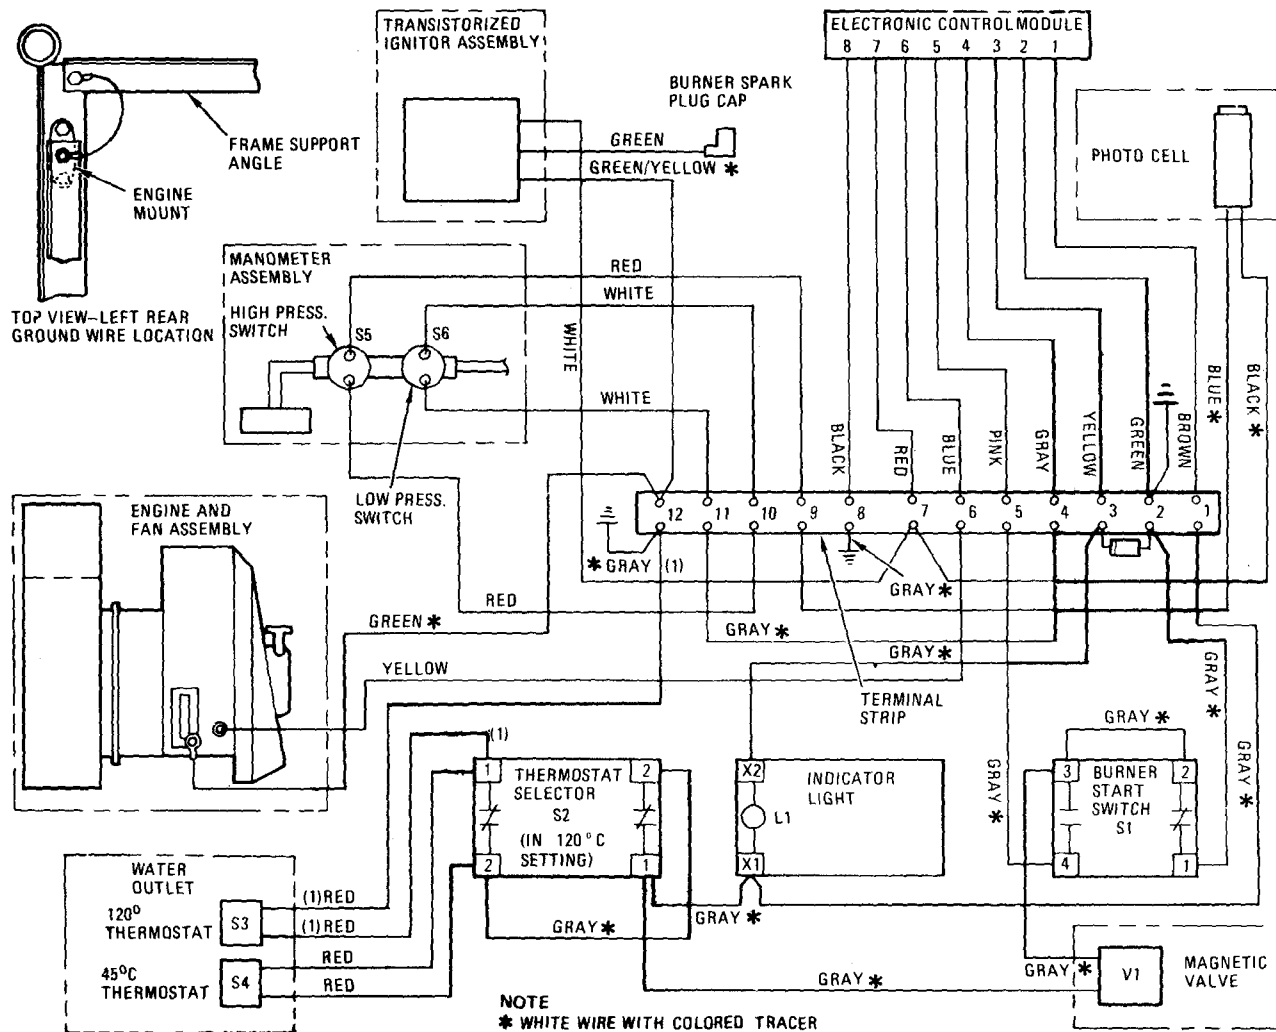 TRANSISTORIZED
IGNITOR ASSEMBLY
ELECTRONIC CONTROL MODULE
8 7 6 5 4 3 2 1
BURNER SPARK
PLUG CAP
GREEN
GREEN/YELLOW *
PHOTO CELL
FRAME SUPPORT
ANGLE
ENGINE
MOUNT
TOP VIEW-LEFT REAR
GROUND WIRE LOCATION
MANOMETER
ASSEMBLY
HIGH PRESS.
SWITCH
S5
S6
RED
WHITE
WHITE
WHITE
LOW PRESS.
SWITCH
BLACK
RED
BLUE
PINK
GRAY
YELLOW
GREEN
BROWN
BLUE *
BLACK *
12 11 10 9 8 7 6 5 4 3 2 1
ENGINE AND
FAN ASSEMBLY
* GRAY (1)
GRAY *
RED
GREEN *
GRAY *
GRAY *
YELLOW
TERMINAL
STRIP
GRAY *
GRAY *
GRAY *
GRAY *
(1)
1
THERMOSTAT
SELECTOR
S2
(IN 120°C
SETTING)
2
2
1
X2
INDICATOR
LIGHT
L1
X1
3
BURNER
START
SWITCH
S1
2
4
1
WATER
OUTLET
120°
THERMOSTAT
S3
(1) RED
(1) RED
45°C
THERMOSTAT
S4
RED
RED
GRAY *
GRAY *
GRAY *
GRAY *
V1
MAGNETIC
VALVE
NOTE
* WHITE WIRE WITH COLORED TRACER